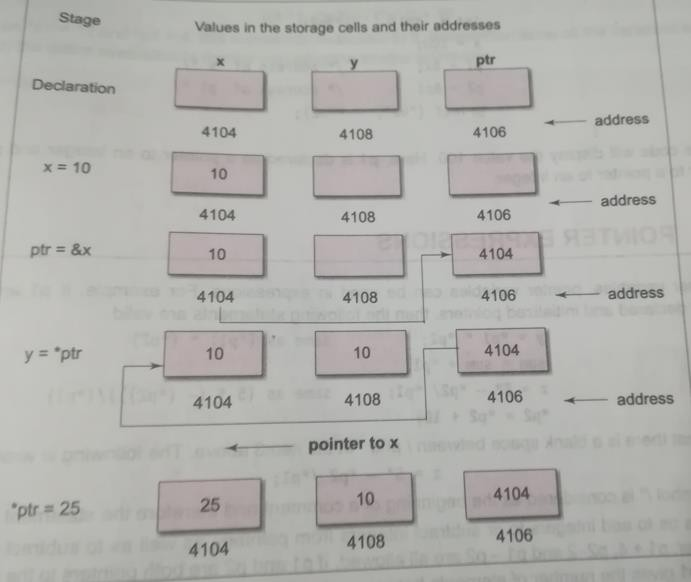 Stage
Values in the storage cells and their addresses
x y ptr
Declaration
4104 4108 4106 address
x = 10 10
4104 4108 4106 address
ptr = &x 10 4104
4104 4108 4106 address
y = *ptr 10 10 4104
4104 4108 4106 address
pointer to x
*ptr = 25 25 10 4104
4104 4108 4106
POINTER EXPRESSIONS